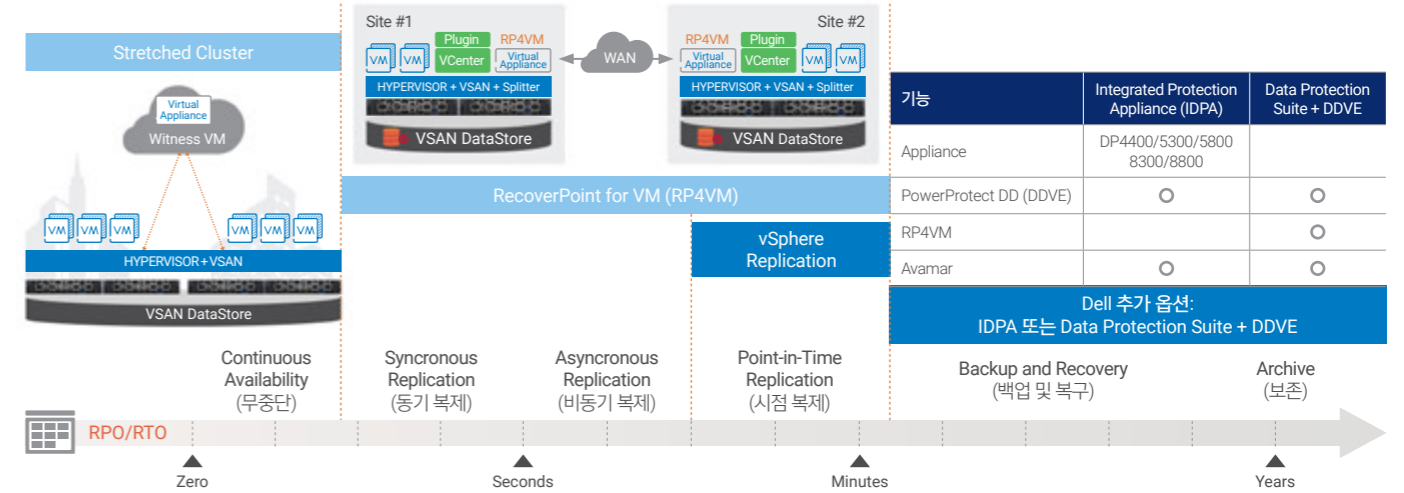 Stretched Cluster
Virtual
Appliance
Witness VM
VM VM VM
VM VM VM
HYPERVISOR + VSAN
VSAN DataStore
Site #1
VM VM
Plugin
VCenter
RP4VM
Virtual
Appliance
HYPERVISOR + VSAN + Splitter
VSAN DataStore
WAN
Site #2
RP4VM
Virtual
Appliance
Plugin
VCenter
VM VM
HYPERVISOR + VSAN + Splitter
VSAN DataStore
RecoverPoint for VM (RP4VM)
vSphere
Replication
기능
Integrated Protection
Appliance (IDPA)
Data Protection
Suite + DDVE
Appliance
DP4400/5300/5800
8300/8800
PowerProtect DD (DDVE)
RP4VM
Avamar
Dell 추가 옵션:
IDPA 또는 Data Protection Suite + DDVE
Continuous
Availability
(무중단)
Syncronous
Replication
(동기 복제)
Asyncronous
Replication
(비동기 복제)
Point-in-Time
Replication
(시점 복제)
Backup and Recovery
(백업 및 복구)
Archive
(보존)
RPO/RTO
Zero
Seconds
Minutes
Years